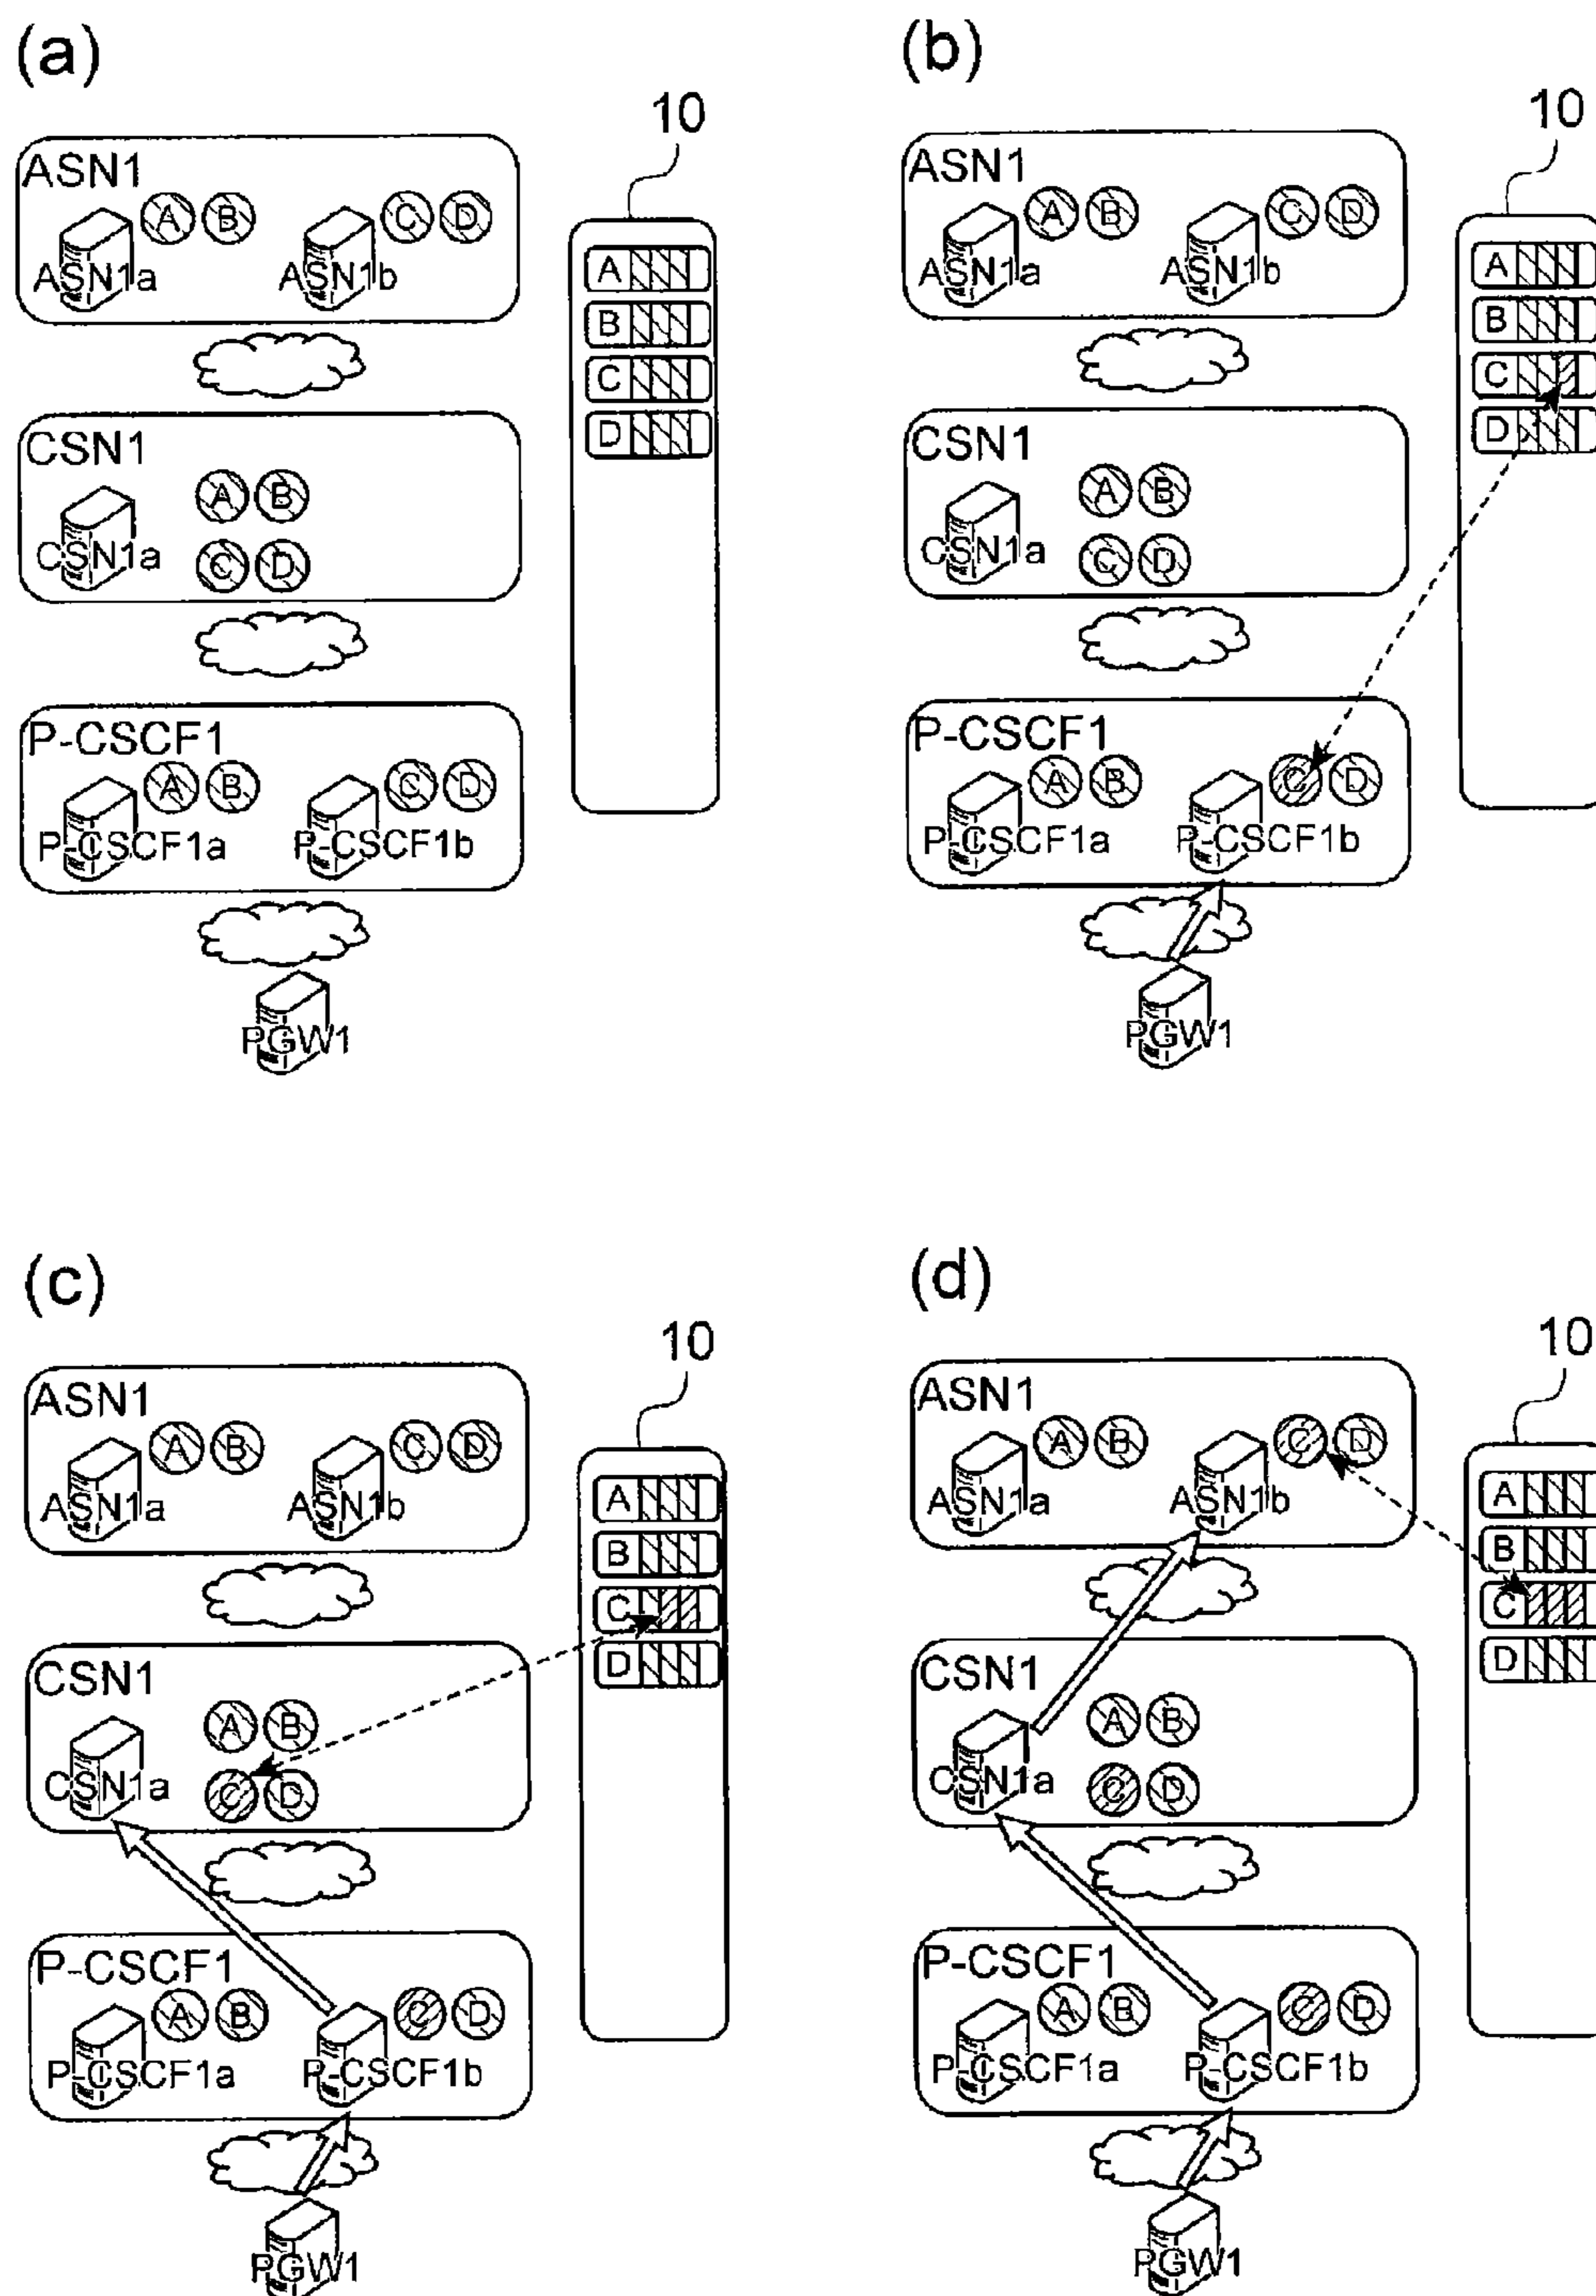 (a)
10
ASN1
A B C D
ASN1a ASN1b
A
B
C
D
CSN1
A B
C D
CSN1a
P-CSCF1
A B C D
P-CSCF1a P-CSCF1b
PGW1
(b)
10
ASN1
A B C D
ASN1a ASN1b
A
B
C
D
CSN1
A B
C D
CSN1a
P-CSCF1
A B C D
P-CSCF1a P-CSCF1b
PGW1
(c)
10
ASN1
A B C D
ASN1a ASN1b
A
B
C
D
CSN1
A B
C D
CSN1a
P-CSCF1
A B C D
P-CSCF1a P-CSCF1b
PGW1
(d)
10
ASN1
A B C D
ASN1a ASN1b
A
B
C
D
CSN1
A B
C D
CSN1a
P-CSCF1
A B C D
P-CSCF1a P-CSCF1b
PGW1